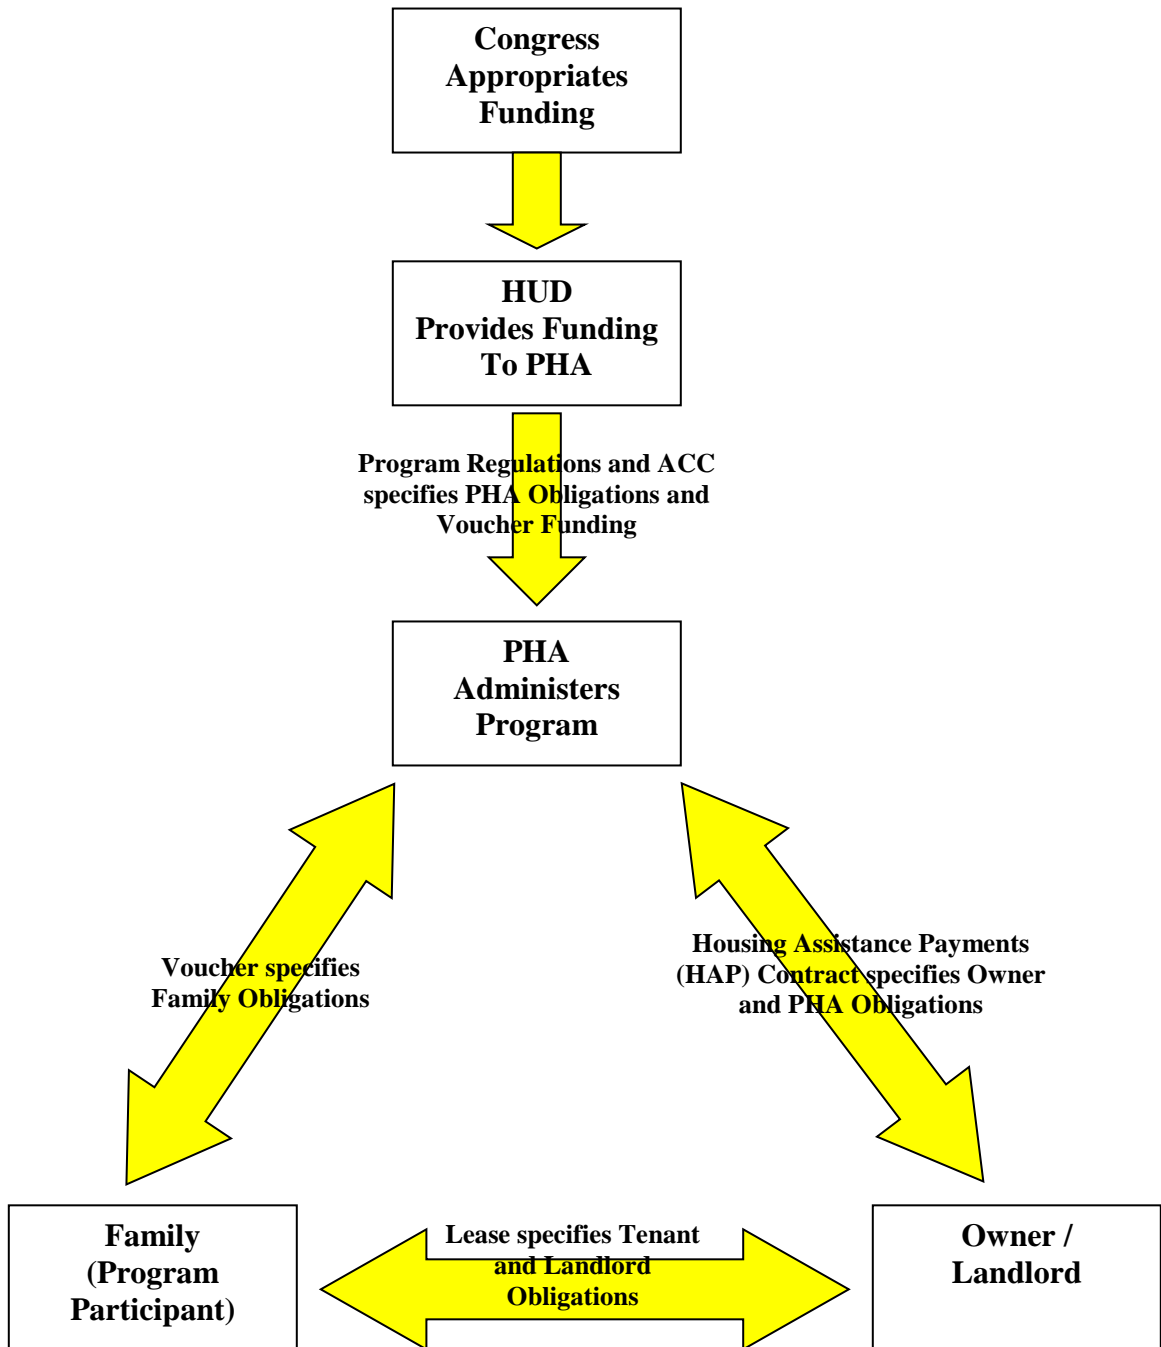 Congress
Appropriates
Funding
HUD
Provides Funding
To PHA
Program Regulations and ACC
specifies PHA Obligations and
Voucher Funding
PHA
Administers
Program
Voucher specifies
Family Obligations
Housing Assistance Payments
(HAP) Contract specifies Owner
and PHA Obligations
Family
(Program
Participant)
Lease specifies Tenant
and Landlord
Obligations
Owner /
Landlord